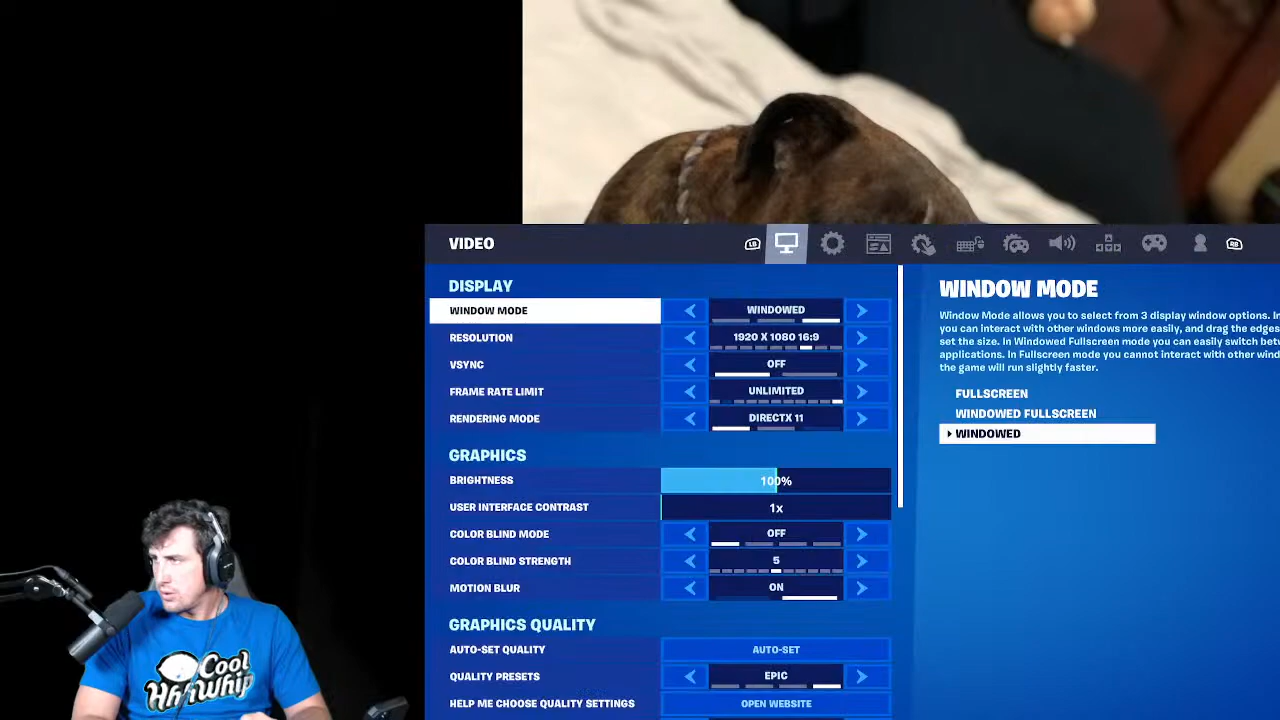 VIDEO
LB
RB
DISPLAY
WINDOW MODE
WINDOWED
RESOLUTION
1920 X 1080 16:9
VSYNC
OFF
FRAME RATE LIMIT
UNLIMITED
RENDERING MODE
DIRECTX 11
GRAPHICS
BRIGHTNESS
100%
USER INTERFACE CONTRAST
1x
COLOR BLIND MODE
OFF
COLOR BLIND STRENGTH
5
MOTION BLUR
ON
GRAPHICS QUALITY
AUTO-SET QUALITY
AUTO-SET
QUALITY PRESETS
EPIC
HELP ME CHOOSE QUALITY SETTINGS
OPEN WEBSITE
WINDOW MODE
Window Mode allows you to select from 3 display window options. In
you can interact with other windows more easily, and drag the edges
set the size. In Windowed Fullscreen mode you can easily switch betw
applications. In Fullscreen mode you cannot interact with other wind
the game will run slightly faster.
FULLSCREEN
WINDOWED FULLSCREEN
WINDOWED
Cool
HhWhip